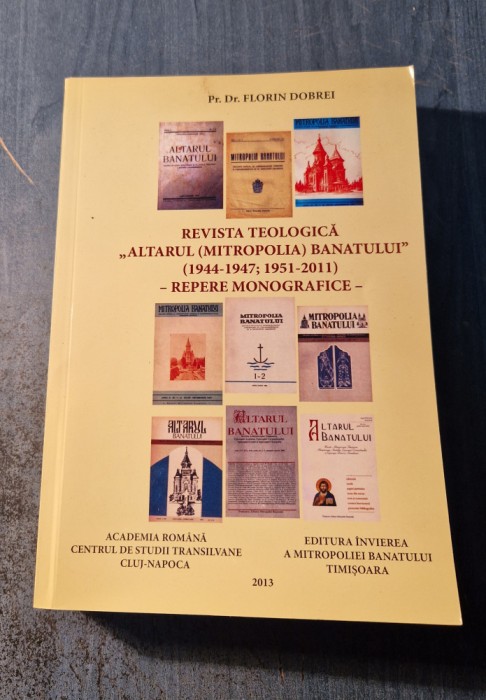 Pr. Dr. FLORIN DOBREI
ALTARUL
BANATULUI
MITROPOLIA BANATULUI
MITROPOLIA BANATULUI
REVISTA TEOLOGICĂ
„ALTARUL (MITROPOLIA) BANATULUI”
(1944-1947; 1951-2011)
– REPERE MONOGRAFICE –
MITROPOLIA BANATULUI
MITROPOLIA
BANATULUI
1-2
MITROPOLIA
BANATULUI
ALTARUL
BANATULUI
ALTARUL
BANATULUI
ALTARUL
BANATULUI
ACADEMIA ROMÂNĂ
CENTRUL DE STUDII TRANSILVANE
CLUJ-NAPOCA
EDITURA ÎNVIEREA
A MITROPOLIEI BANATULUI
TIMIŞOARA
2013